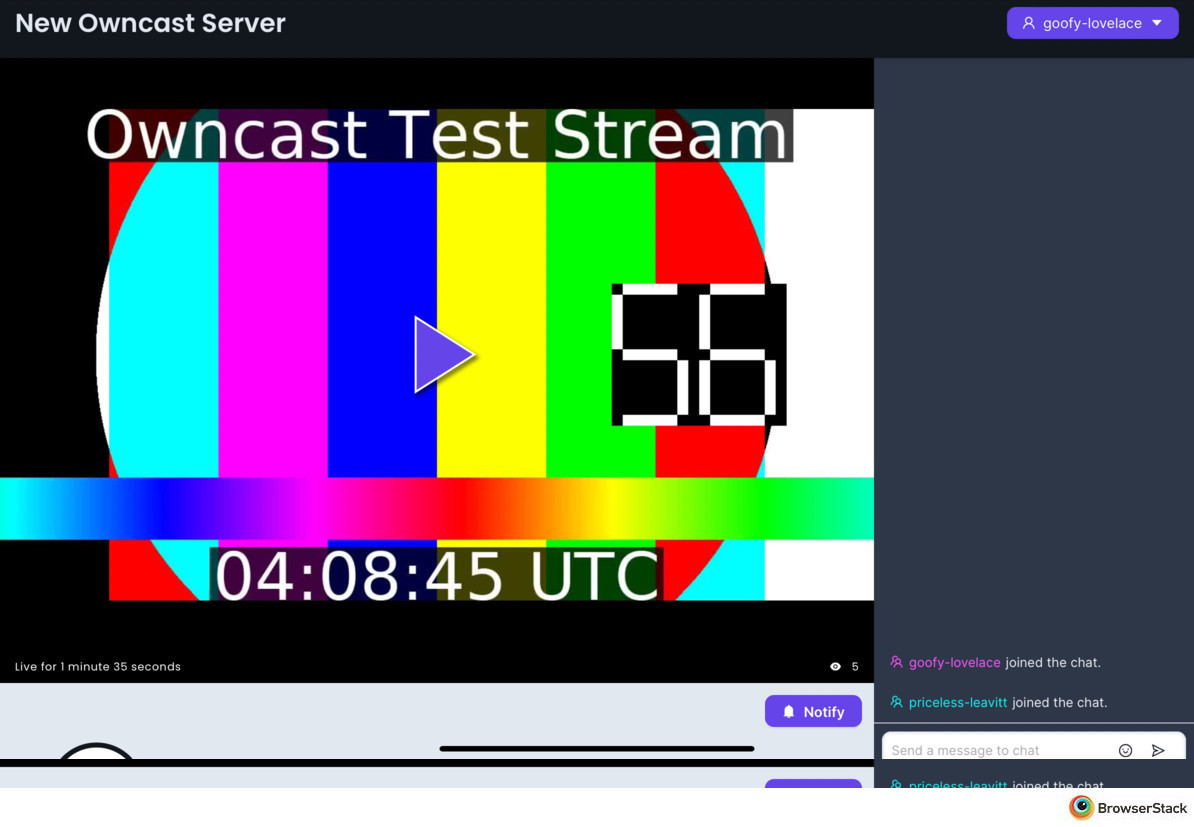 New Owncast Server
goofy-lovelace
Owncast Test Stream
56
04:08:45 UTC
Live for 1 minute 35 seconds
5
Notify
goofy-lovelace joined the chat.
priceless-leavitt joined the chat.
Send a message to chat
priceless-leavitt joined the chat
BrowserStack